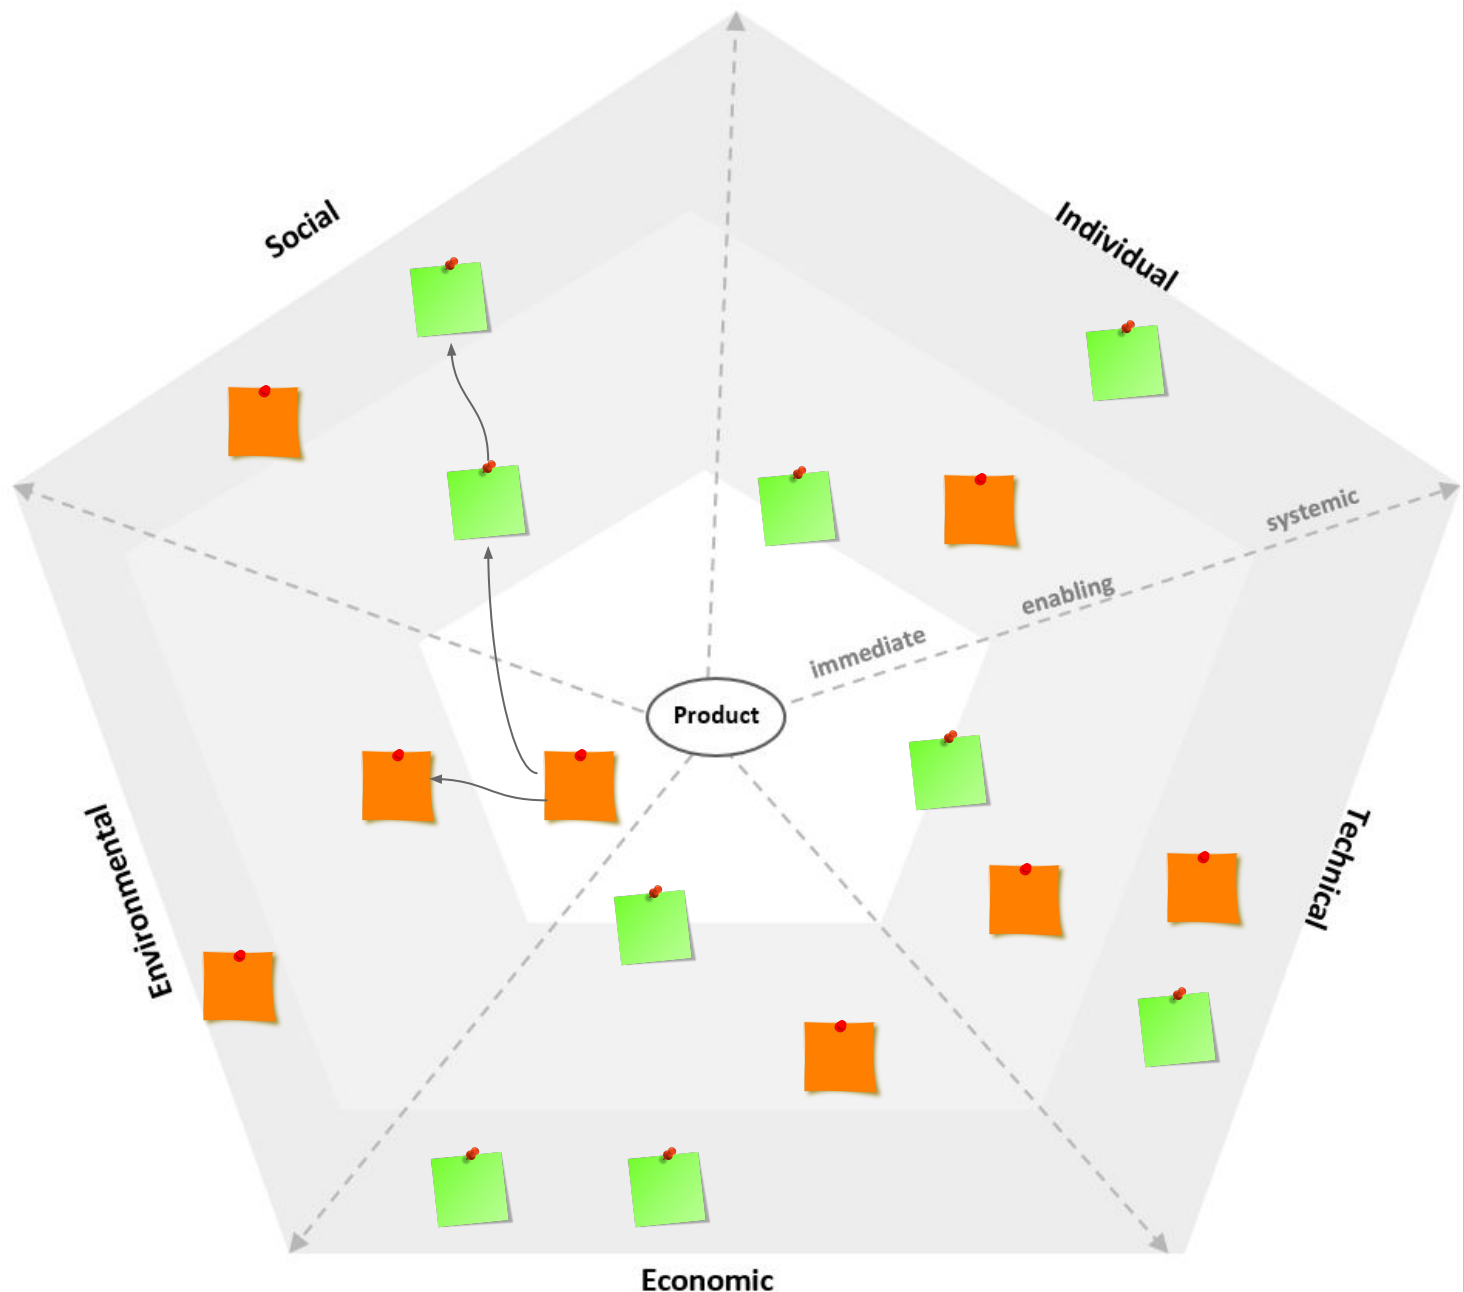 Social
Individual
systemic
enabling
immediate
Product
Environmental
Technical
Economic